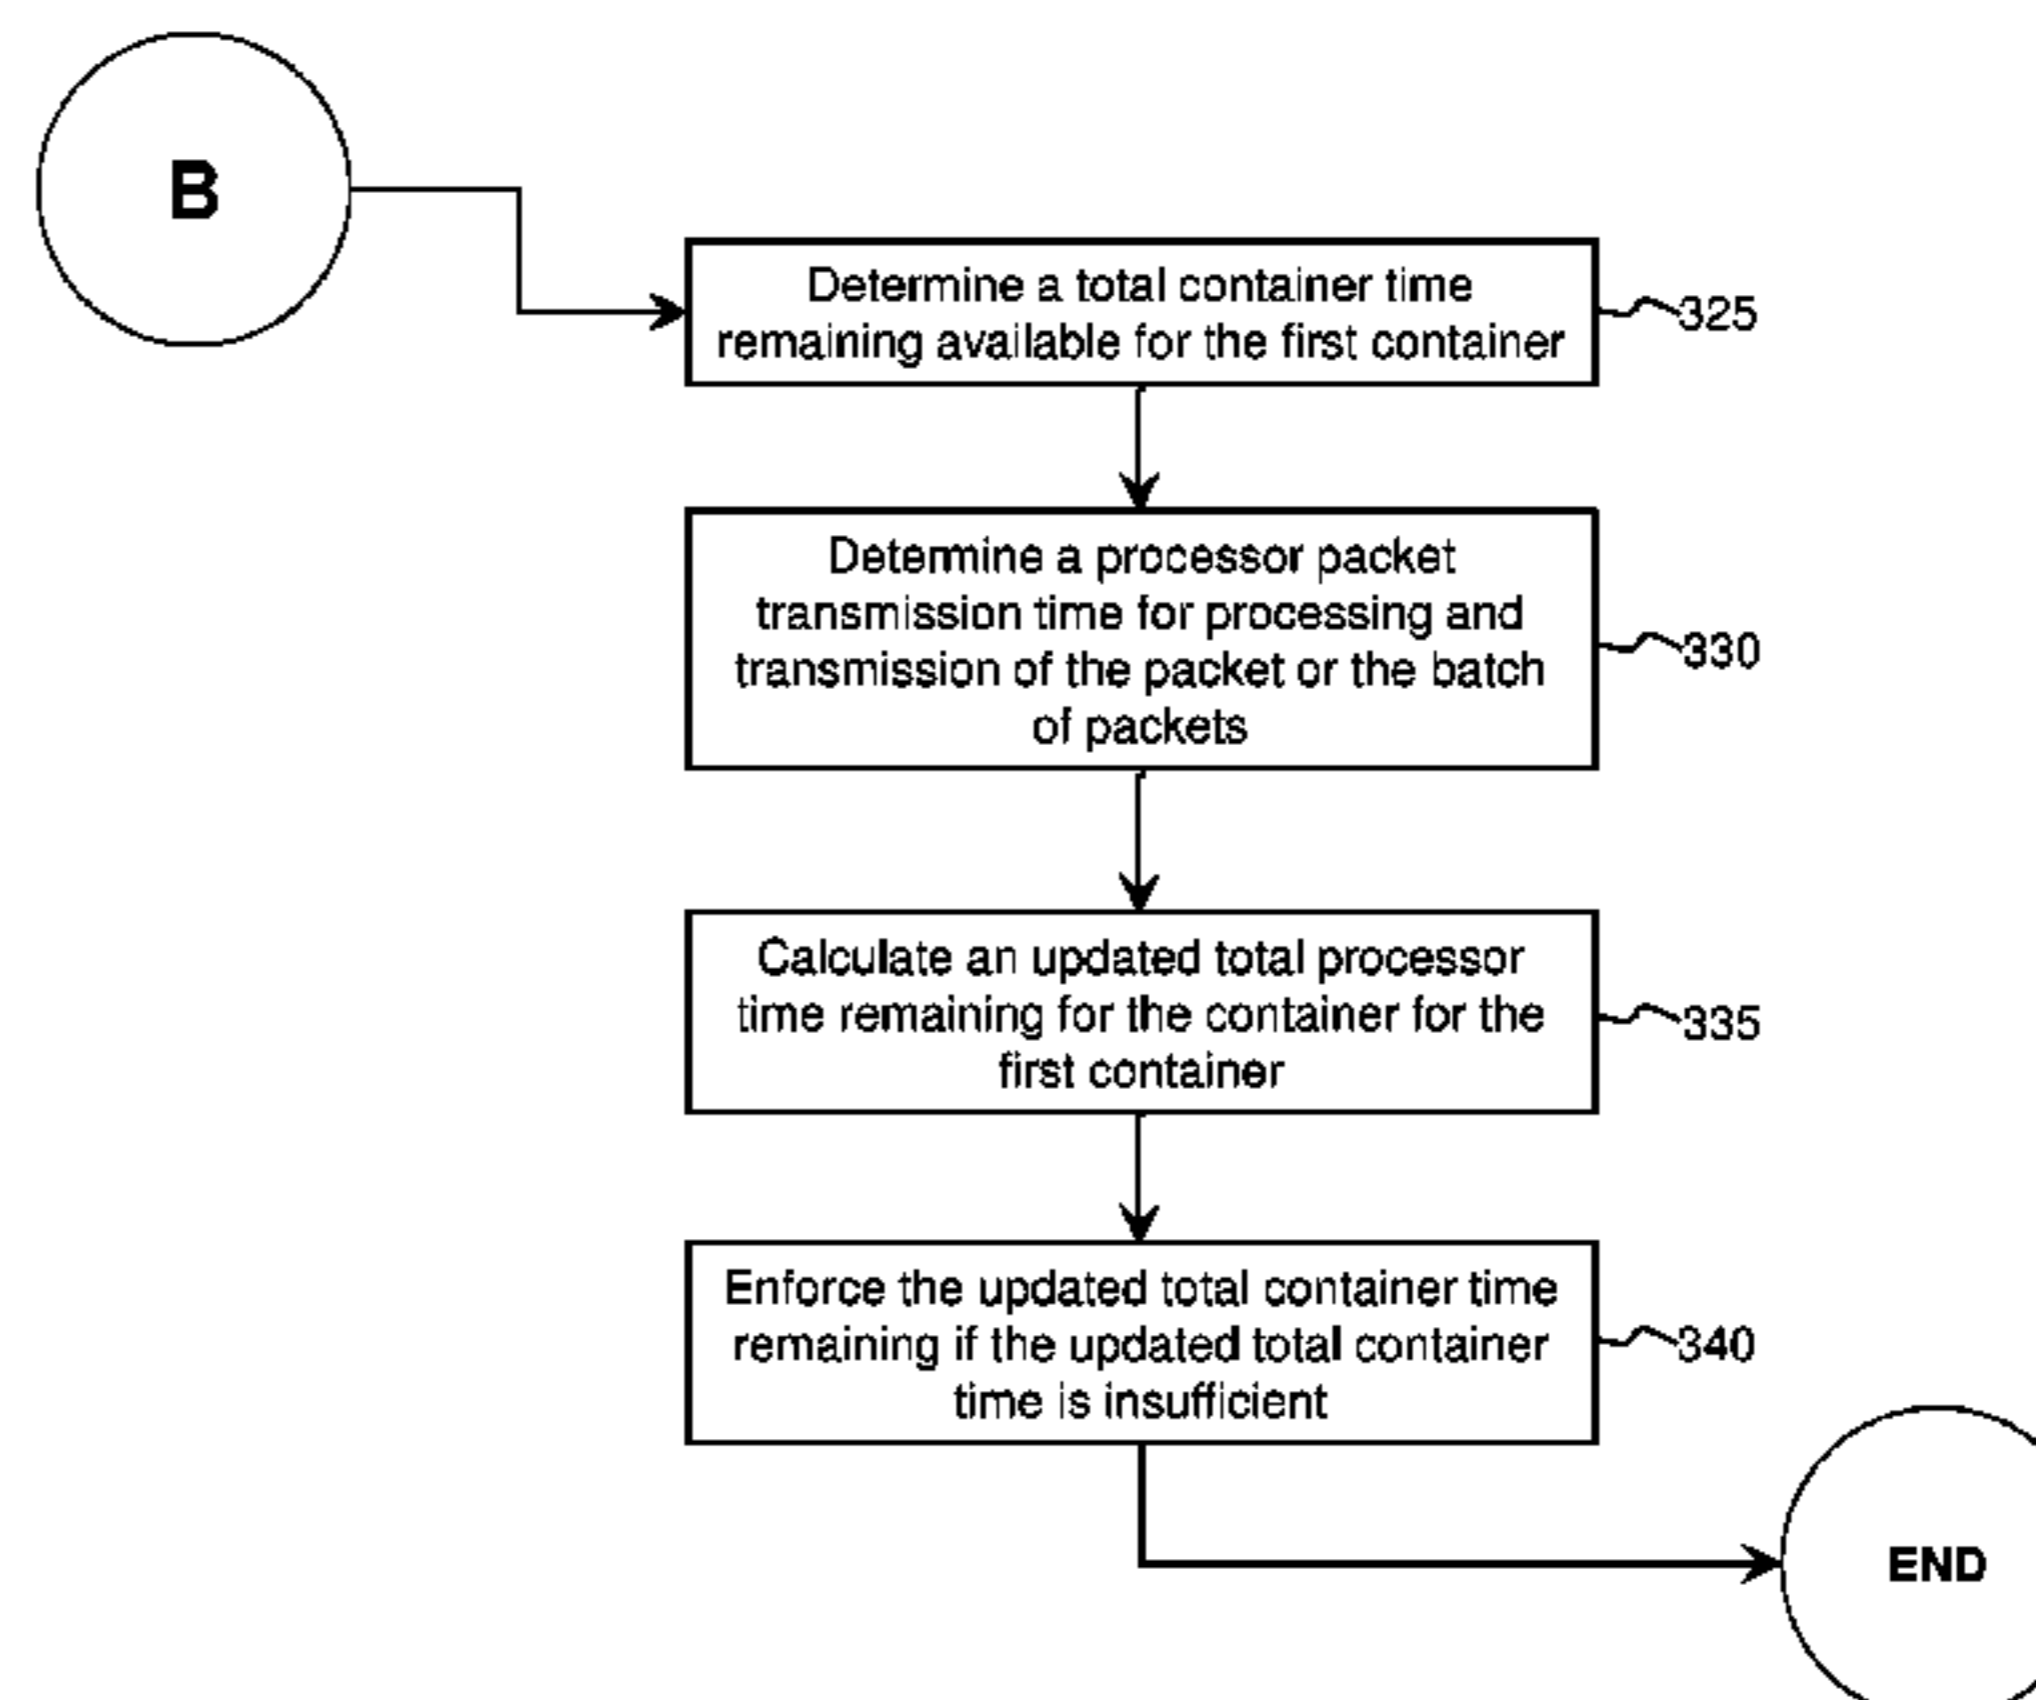 B
Determine a total container time
remaining available for the first container
325
Determine a processor packet
transmission time for processing and
transmission of the packet or the batch
of packets
330
Calculate an updated total processor
time remaining for the container for the
first container
335
Enforce the updated total container time
remaining if the updated total container
time is insufficient
340
END